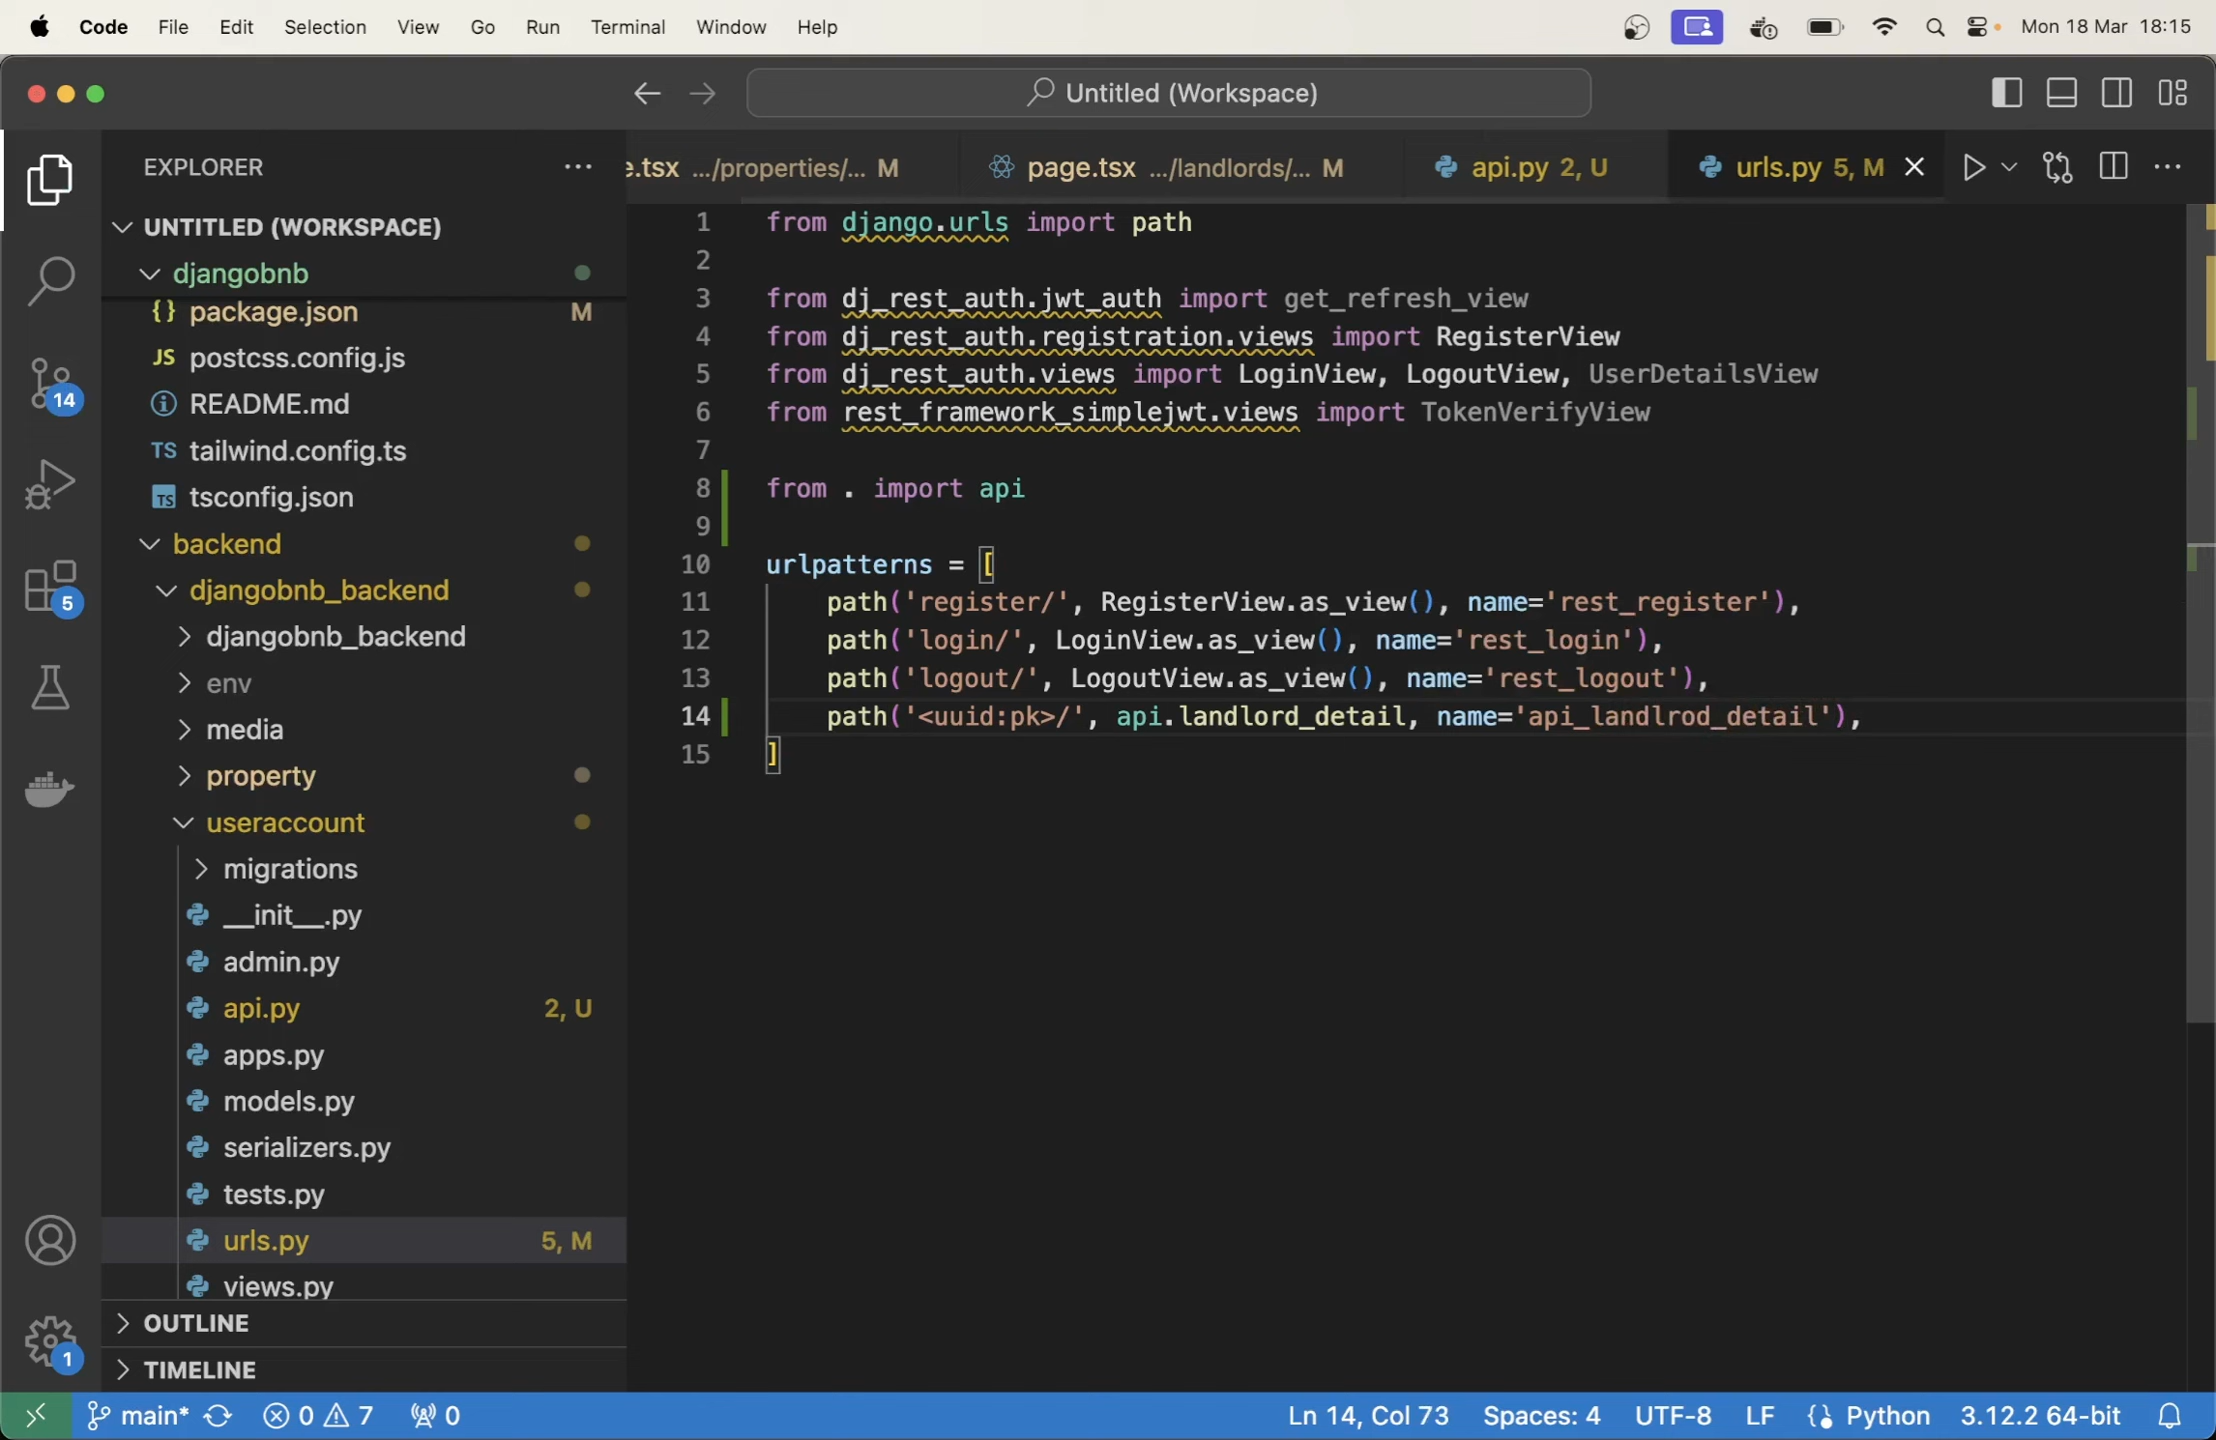 Code File Edit Selection View Go Run Terminal Window Help Mon 18 Mar 18:15
Untitled (Workspace)
EXPLORER
e.tsx .../properties/... M page.tsx .../landlords/... M api.py 2, U urls.py 5, M
UNTITLED (WORKSPACE)
djangobnb
{} package.json M
JS postcss.config.js
README.md
TS tailwind.config.ts
TS tsconfig.json
backend
djangobnb_backend
djangobnb_backend
env
media
property
useraccount
migrations
__init__.py
admin.py
api.py 2, U
apps.py
models.py
serializers.py
tests.py
urls.py 5, M
views.py
OUTLINE
TIMELINE
14
5
1
1 from django.urls import path
2
3 from dj_rest_auth.jwt_auth import get_refresh_view
4 from dj_rest_auth.registration.views import RegisterView
5 from dj_rest_auth.views import LoginView, LogoutView, UserDetailsView
6 from rest_framework_simplejwt.views import TokenVerifyView
7
8 from . import api
9
10 urlpatterns = [
11 path('register/', RegisterView.as_view(), name='rest_register'),
12 path('login/', LoginView.as_view(), name='rest_login'),
13 path('logout/', LogoutView.as_view(), name='rest_logout'),
14 path('<uuid:pk>/', api.landlord_detail, name='api_landlrod_detail'),
15 ]
main* 0 7 0 Ln 14, Col 73 Spaces: 4 UTF-8 LF Python 3.12.2 64-bit